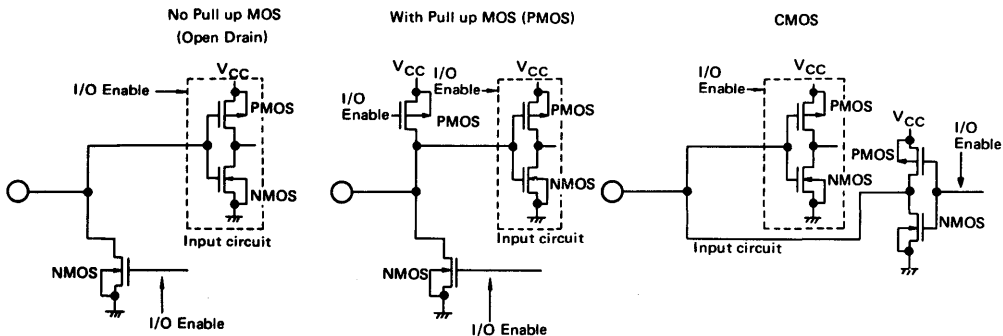 No Pull up MOS
(Open Drain)
I/O Enable
VCC
PMOS
NMOS
Input circuit
NMOS
I/O Enable
With Pull up MOS (PMOS)
VCC
I/O
Enable
I/O
Enable
VCC
PMOS
PMOS
NMOS
Input circuit
NMOS
I/O Enable
CMOS
I/O
Enable
VCC
PMOS
NMOS
Input circuit
VCC
PMOS
I/O
Enable
NMOS